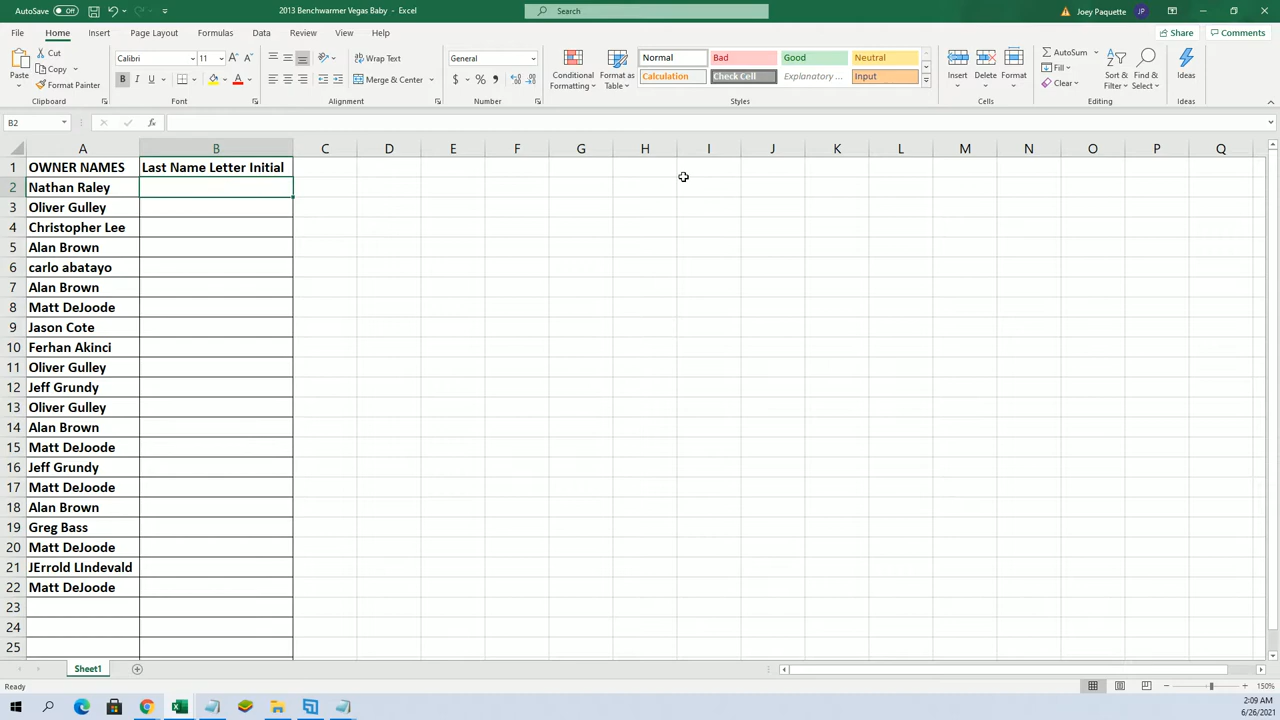 AutoSave Off
2013 Benchwarmer Vegas Baby - Excel
Search
Joey Paquette JP
File Home Insert Page Layout Formulas Data Review View Help
Share Comments
Paste
Cut
Copy
Format Painter
Clipboard
Calibri 11
B I U
Font
Wrap Text
Merge & Center
Alignment
General
$ % ,
Number
Conditional Formatting
Format as Table
Normal Bad Good Neutral
Calculation Check Cell Explanatory ... Input
Styles
Insert Delete Format
Cells
AutoSum
Fill
Clear
Sort & Filter
Find & Select
Editing
Ideas
Ideas
B2 fx
A B C D E F G H I J K L M N O P Q
1 OWNER NAMES Last Name Letter Initial
2 Nathan Raley
3 Oliver Gulley
4 Christopher Lee
5 Alan Brown
6 carlo abatayo
7 Alan Brown
8 Matt DeJoode
9 Jason Cote
10 Ferhan Akinci
11 Oliver Gulley
12 Jeff Grundy
13 Oliver Gulley
14 Alan Brown
15 Matt DeJoode
16 Jeff Grundy
17 Matt DeJoode
18 Alan Brown
19 Greg Bass
20 Matt DeJoode
21 JErrold LIndevald
22 Matt DeJoode
23
24
25
Sheet1
Ready
150%
2:09 AM
6/26/2021